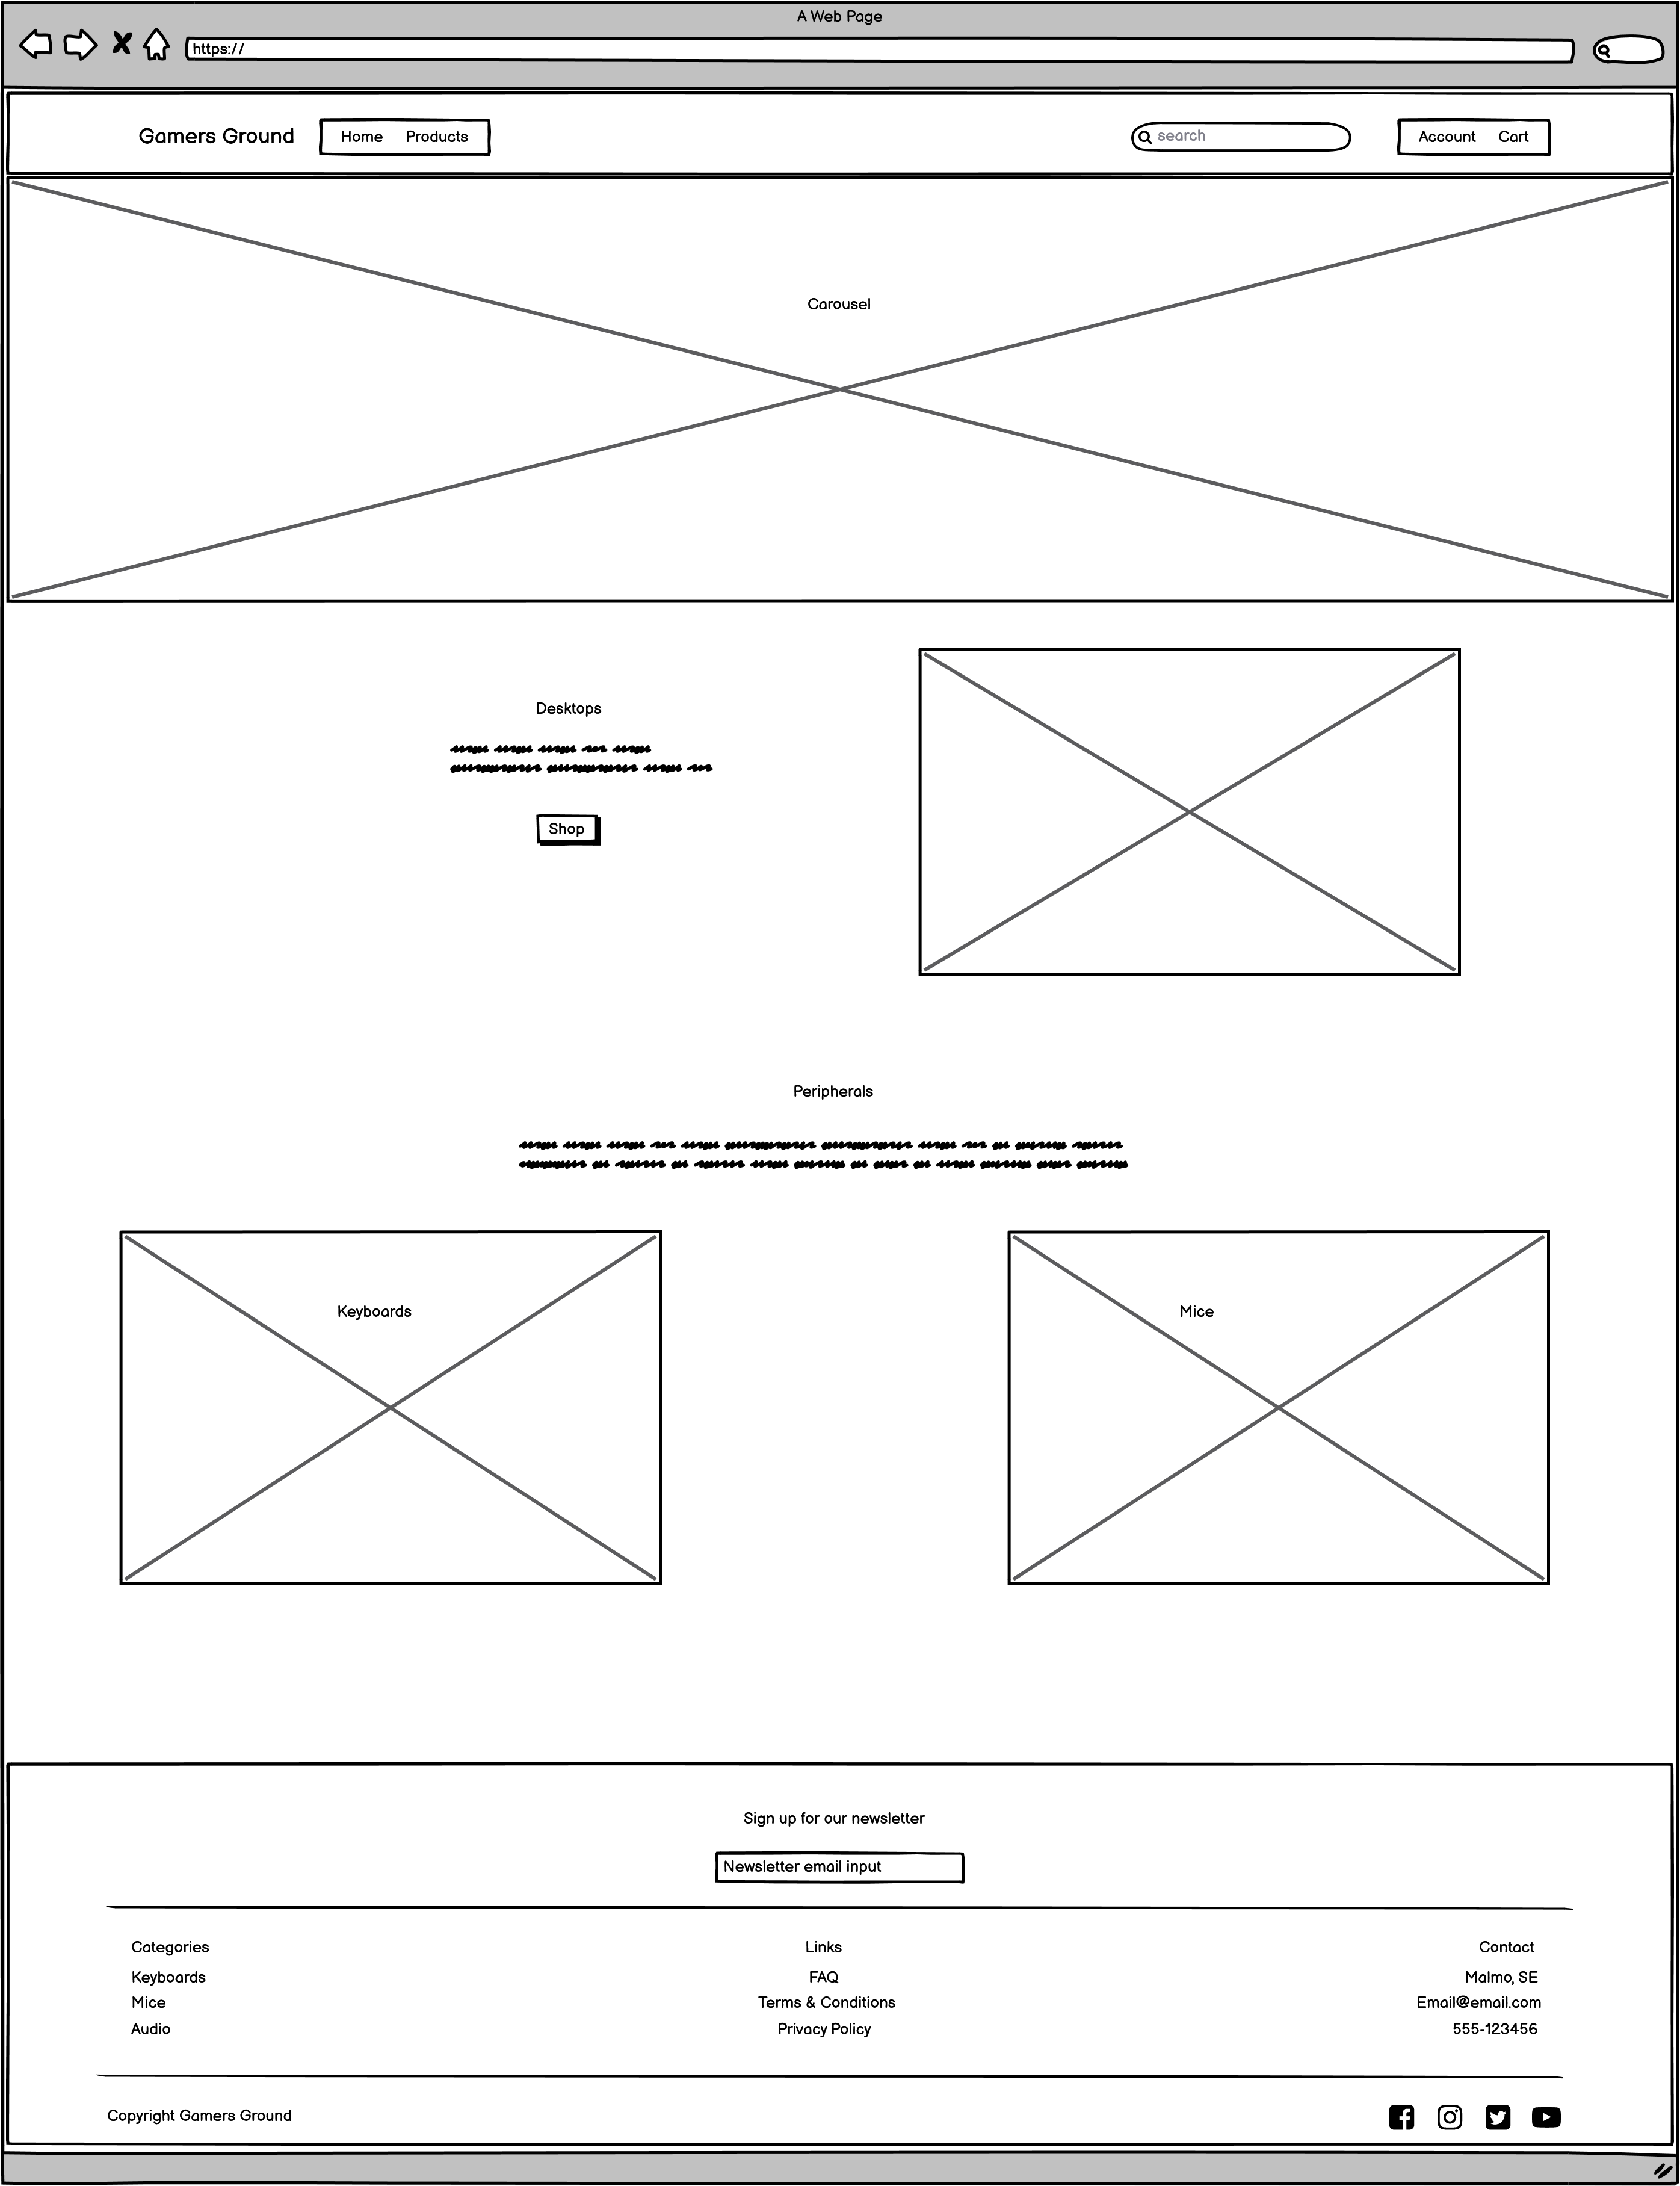 A Web Page
https://
Gamers Ground Home Products search Account Cart
Carousel
Desktops
Shop
Peripherals
Keyboards Mice
Sign up for our newsletter
Newsletter email input
Categories Links Contact
Keyboards FAQ Malmo, SE
Mice Terms & Conditions Email@email.com
Audio Privacy Policy 555-123456
Copyright Gamers Ground